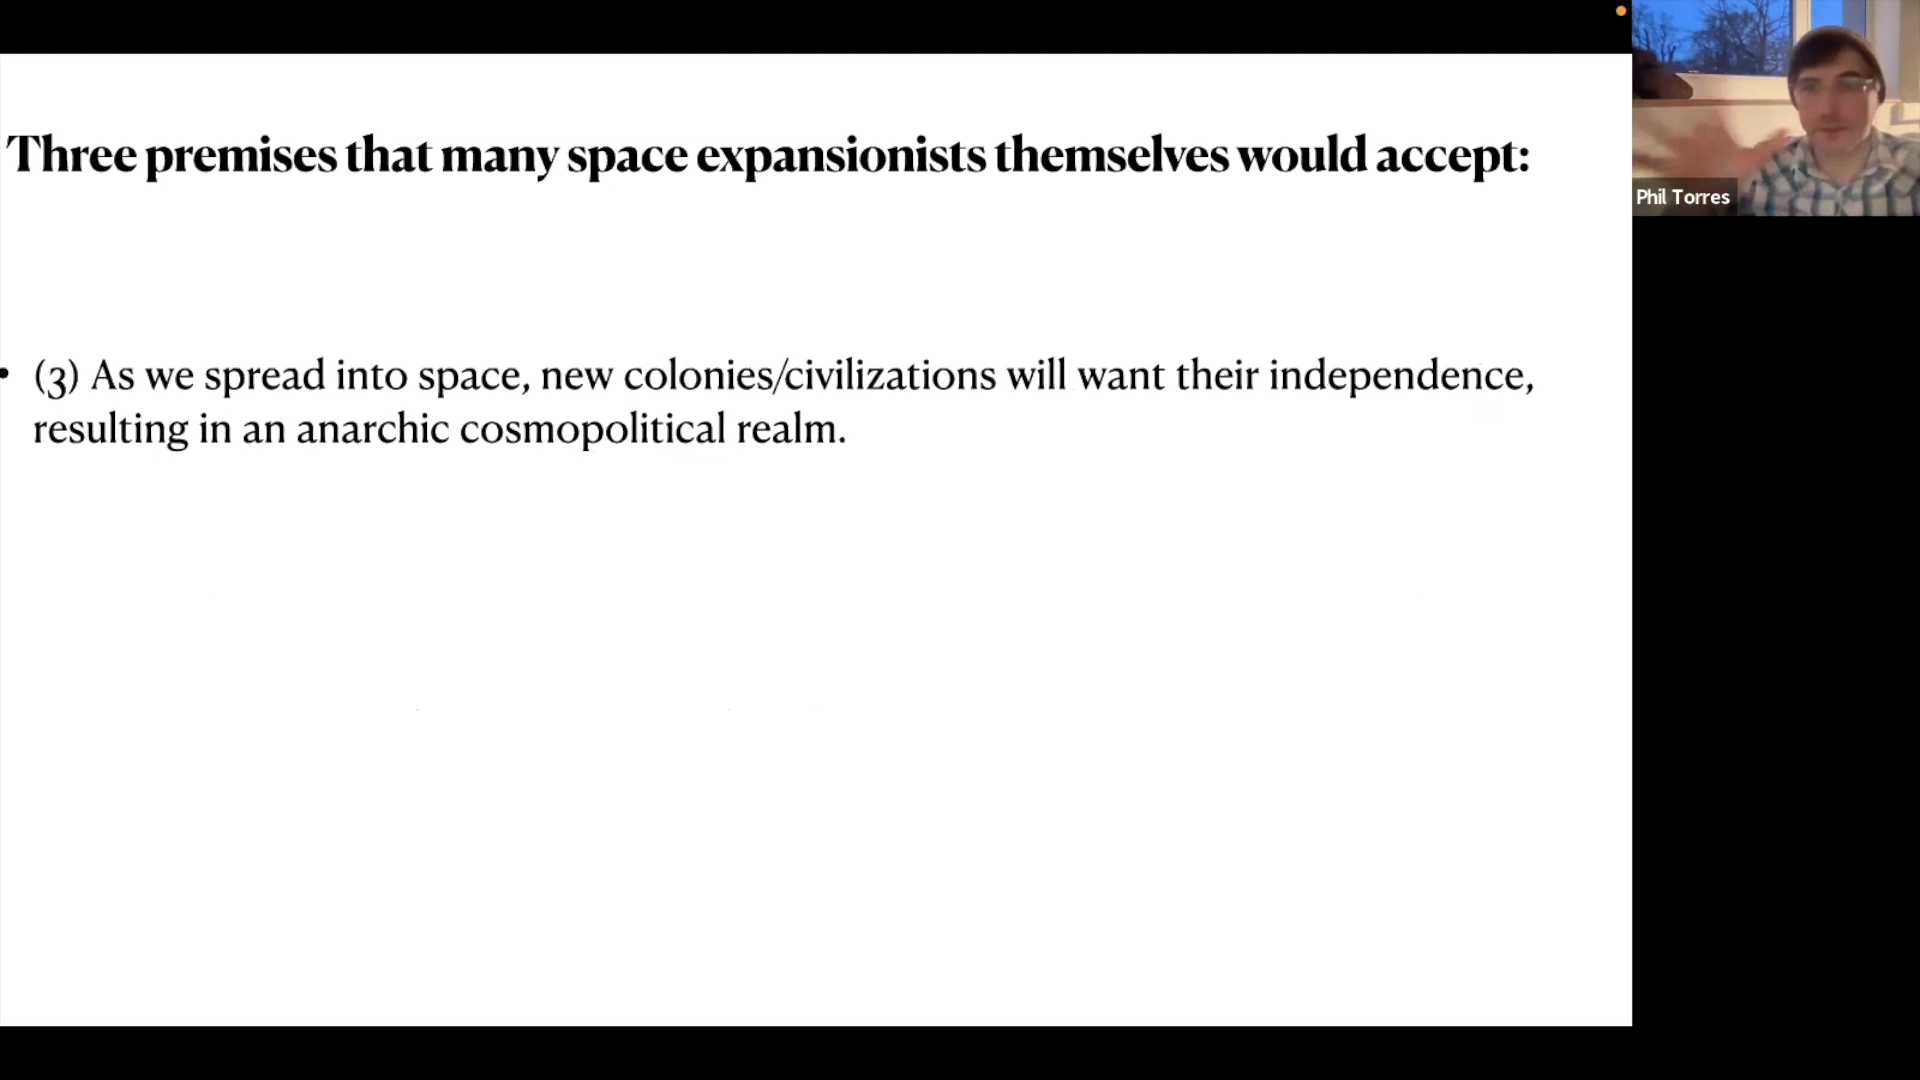 Three premises that many space expansionists themselves would accept:
• (3) As we spread into space, new colonies/civilizations will want their independence,
resulting in an anarchic cosmopolitical realm.
Phil Torres